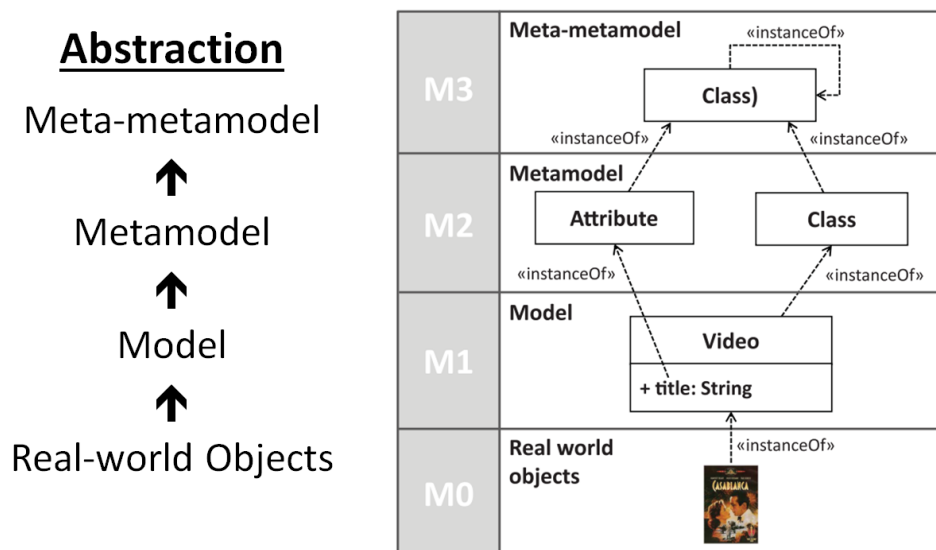 Abstraction
Meta-metamodel
Metamodel
Model
Real-world Objects
M3
Meta-metamodel
«instanceOf»
Class)
«instanceOf»
«instanceOf»
M2
Metamodel
Attribute
Class
«instanceOf»
«instanceOf»
M1
Model
Video
+ title: String
M0
Real world
objects
«instanceOf»
CASABLANCA